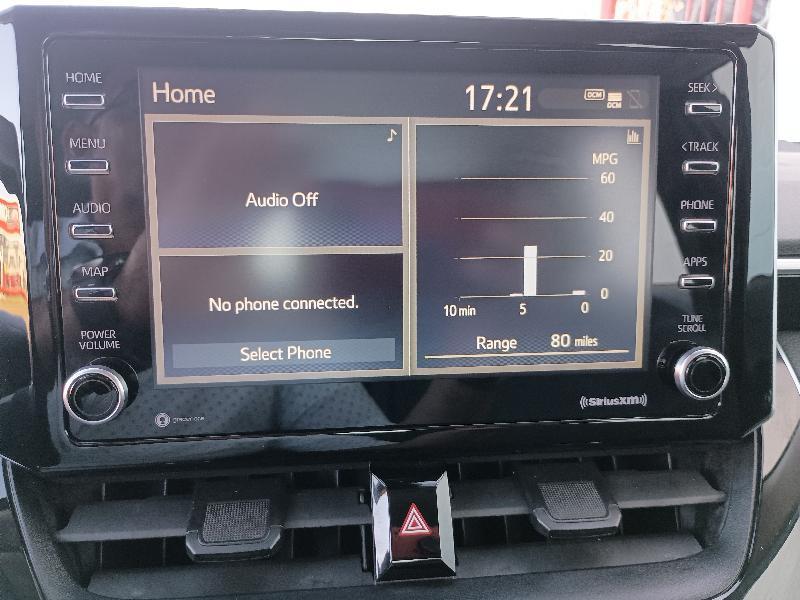 HOME
MENU
AUDIO
MAP
POWER
VOLUME
Home
17:21
DCM
DCM
Audio Off
No phone connected.
Select Phone
MPG
60
40
20
0
10 min 5 0
Range 80 miles
SEEK>
<TRACK
PHONE
APPS
TUNE
SCROLL
((SiriusXM))